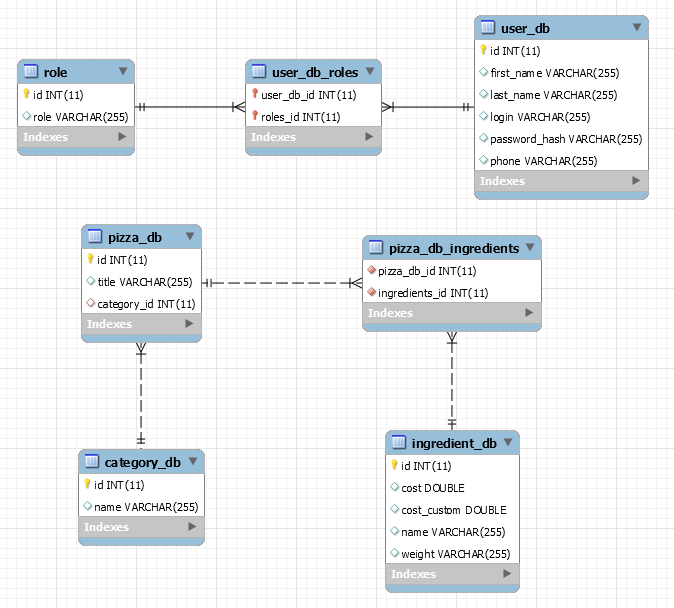 role
id INT(11)
role VARCHAR(255)
Indexes
user_db_roles
user_db_id INT(11)
roles_id INT(11)
Indexes
user_db
id INT(11)
first_name VARCHAR(255)
last_name VARCHAR(255)
login VARCHAR(255)
password_hash VARCHAR(255)
phone VARCHAR(255)
Indexes
pizza_db
id INT(11)
title VARCHAR(255)
category_id INT(11)
Indexes
pizza_db_ingredients
pizza_db_id INT(11)
ingredients_id INT(11)
Indexes
category_db
id INT(11)
name VARCHAR(255)
Indexes
ingredient_db
id INT(11)
cost DOUBLE
cost_custom DOUBLE
name VARCHAR(255)
weight VARCHAR(255)
Indexes